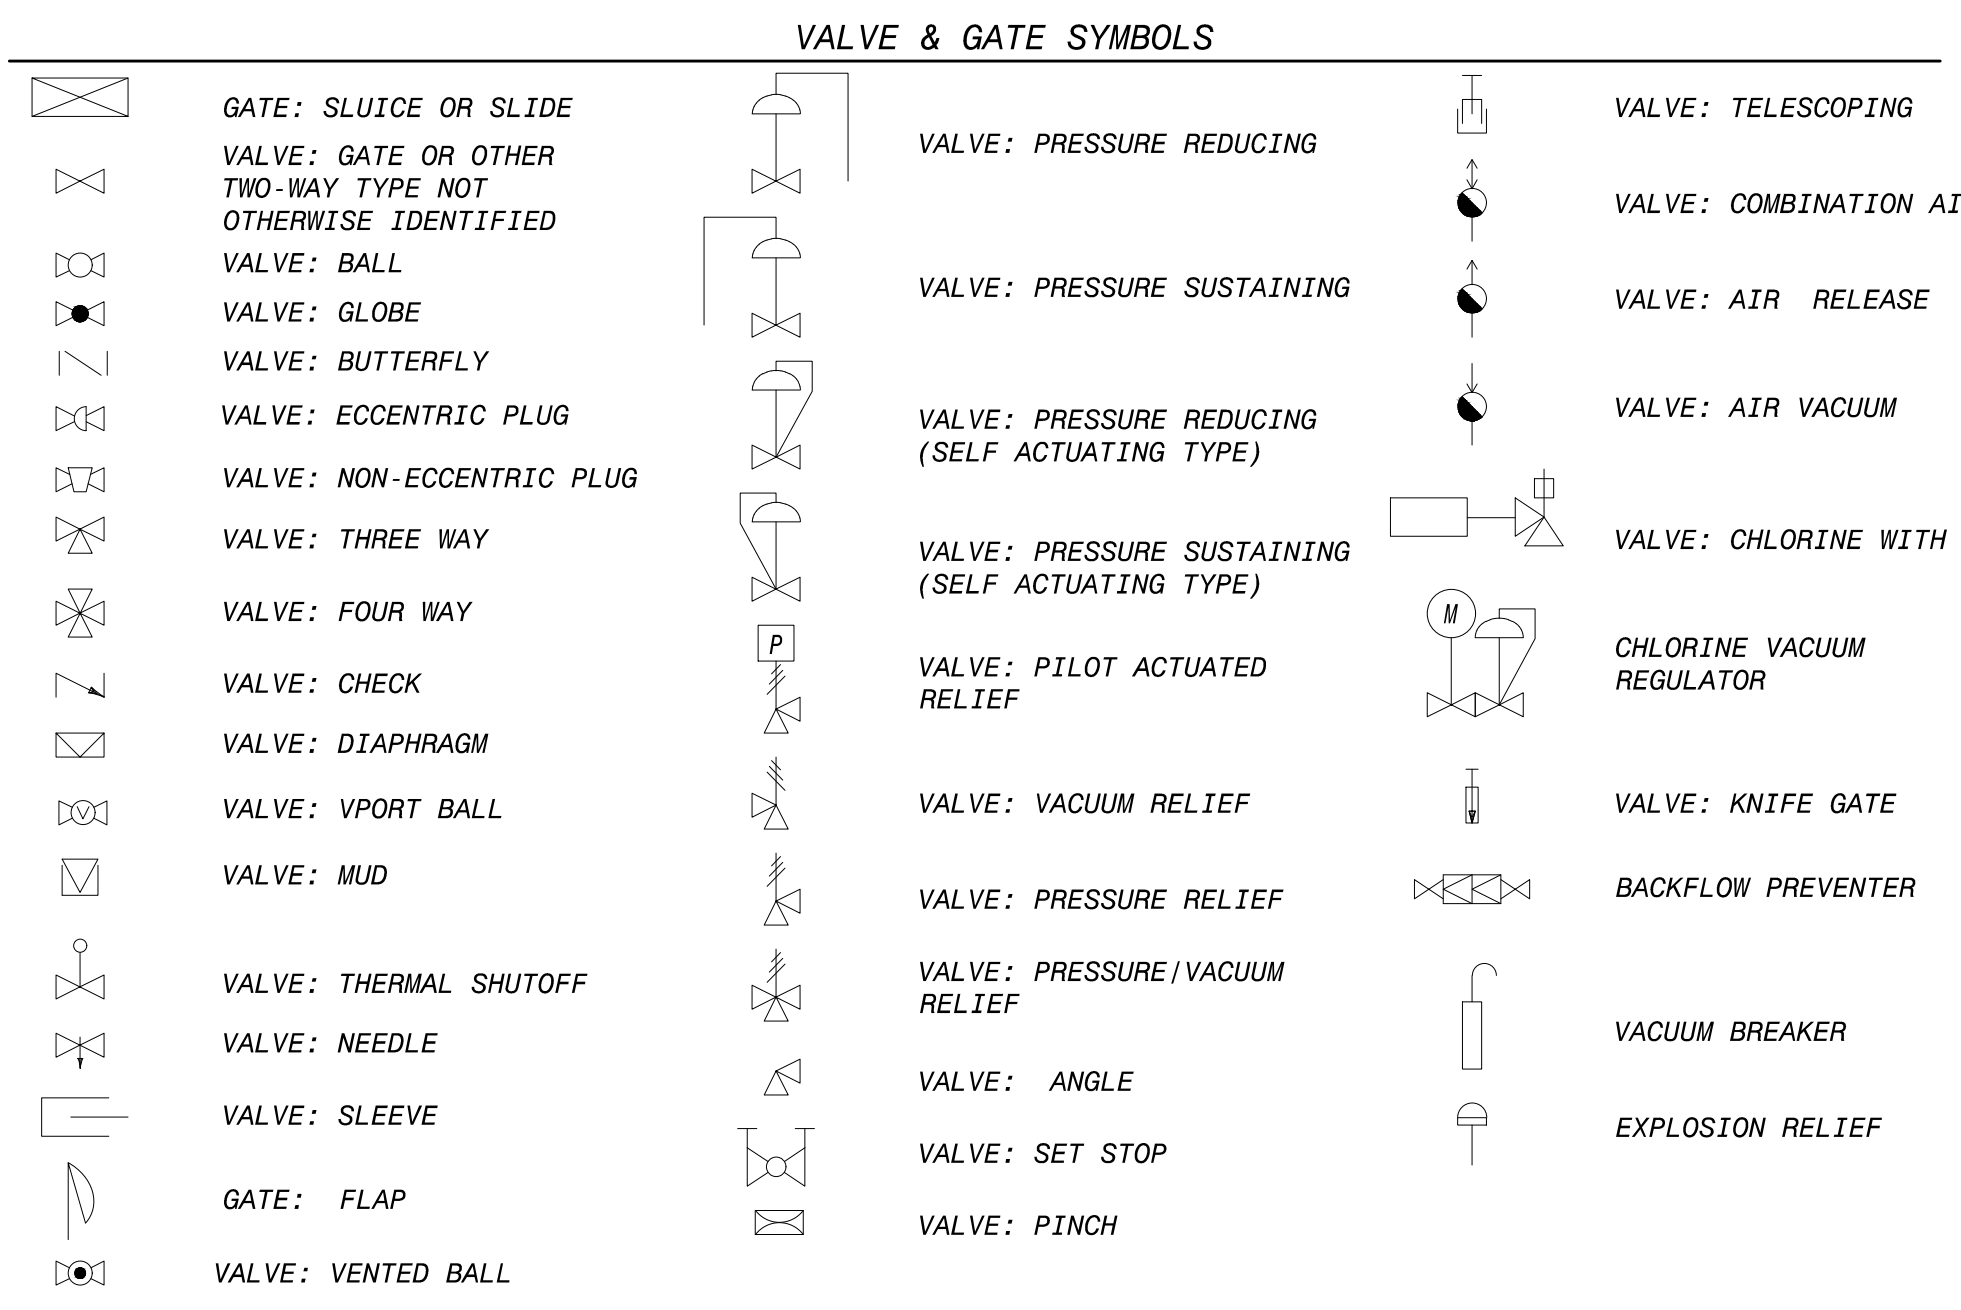 VALVE & GATE SYMBOLS
GATE: SLUICE OR SLIDE
VALVE: GATE OR OTHER
TWO-WAY TYPE NOT
OTHERWISE IDENTIFIED
VALVE: BALL
VALVE: GLOBE
VALVE: BUTTERFLY
VALVE: ECCENTRIC PLUG
VALVE: NON-ECCENTRIC PLUG
VALVE: THREE WAY
VALVE: FOUR WAY
VALVE: CHECK
VALVE: DIAPHRAGM
V
VALVE: VPORT BALL
VALVE: MUD
VALVE: THERMAL SHUTOFF
VALVE: NEEDLE
VALVE: SLEEVE
GATE: FLAP
VALVE: VENTED BALL
VALVE: PRESSURE REDUCING
VALVE: PRESSURE SUSTAINING
VALVE: PRESSURE REDUCING
(SELF ACTUATING TYPE)
VALVE: PRESSURE SUSTAINING
(SELF ACTUATING TYPE)
P
VALVE: PILOT ACTUATED
RELIEF
VALVE: VACUUM RELIEF
VALVE: PRESSURE RELIEF
VALVE: PRESSURE/VACUUM
RELIEF
VALVE: ANGLE
VALVE: SET STOP
VALVE: PINCH
VALVE: TELESCOPING
VALVE: COMBINATION AI
VALVE: AIR RELEASE
VALVE: AIR VACUUM
VALVE: CHLORINE WITH
M
CHLORINE VACUUM
REGULATOR
VALVE: KNIFE GATE
BACKFLOW PREVENTER
VACUUM BREAKER
EXPLOSION RELIEF